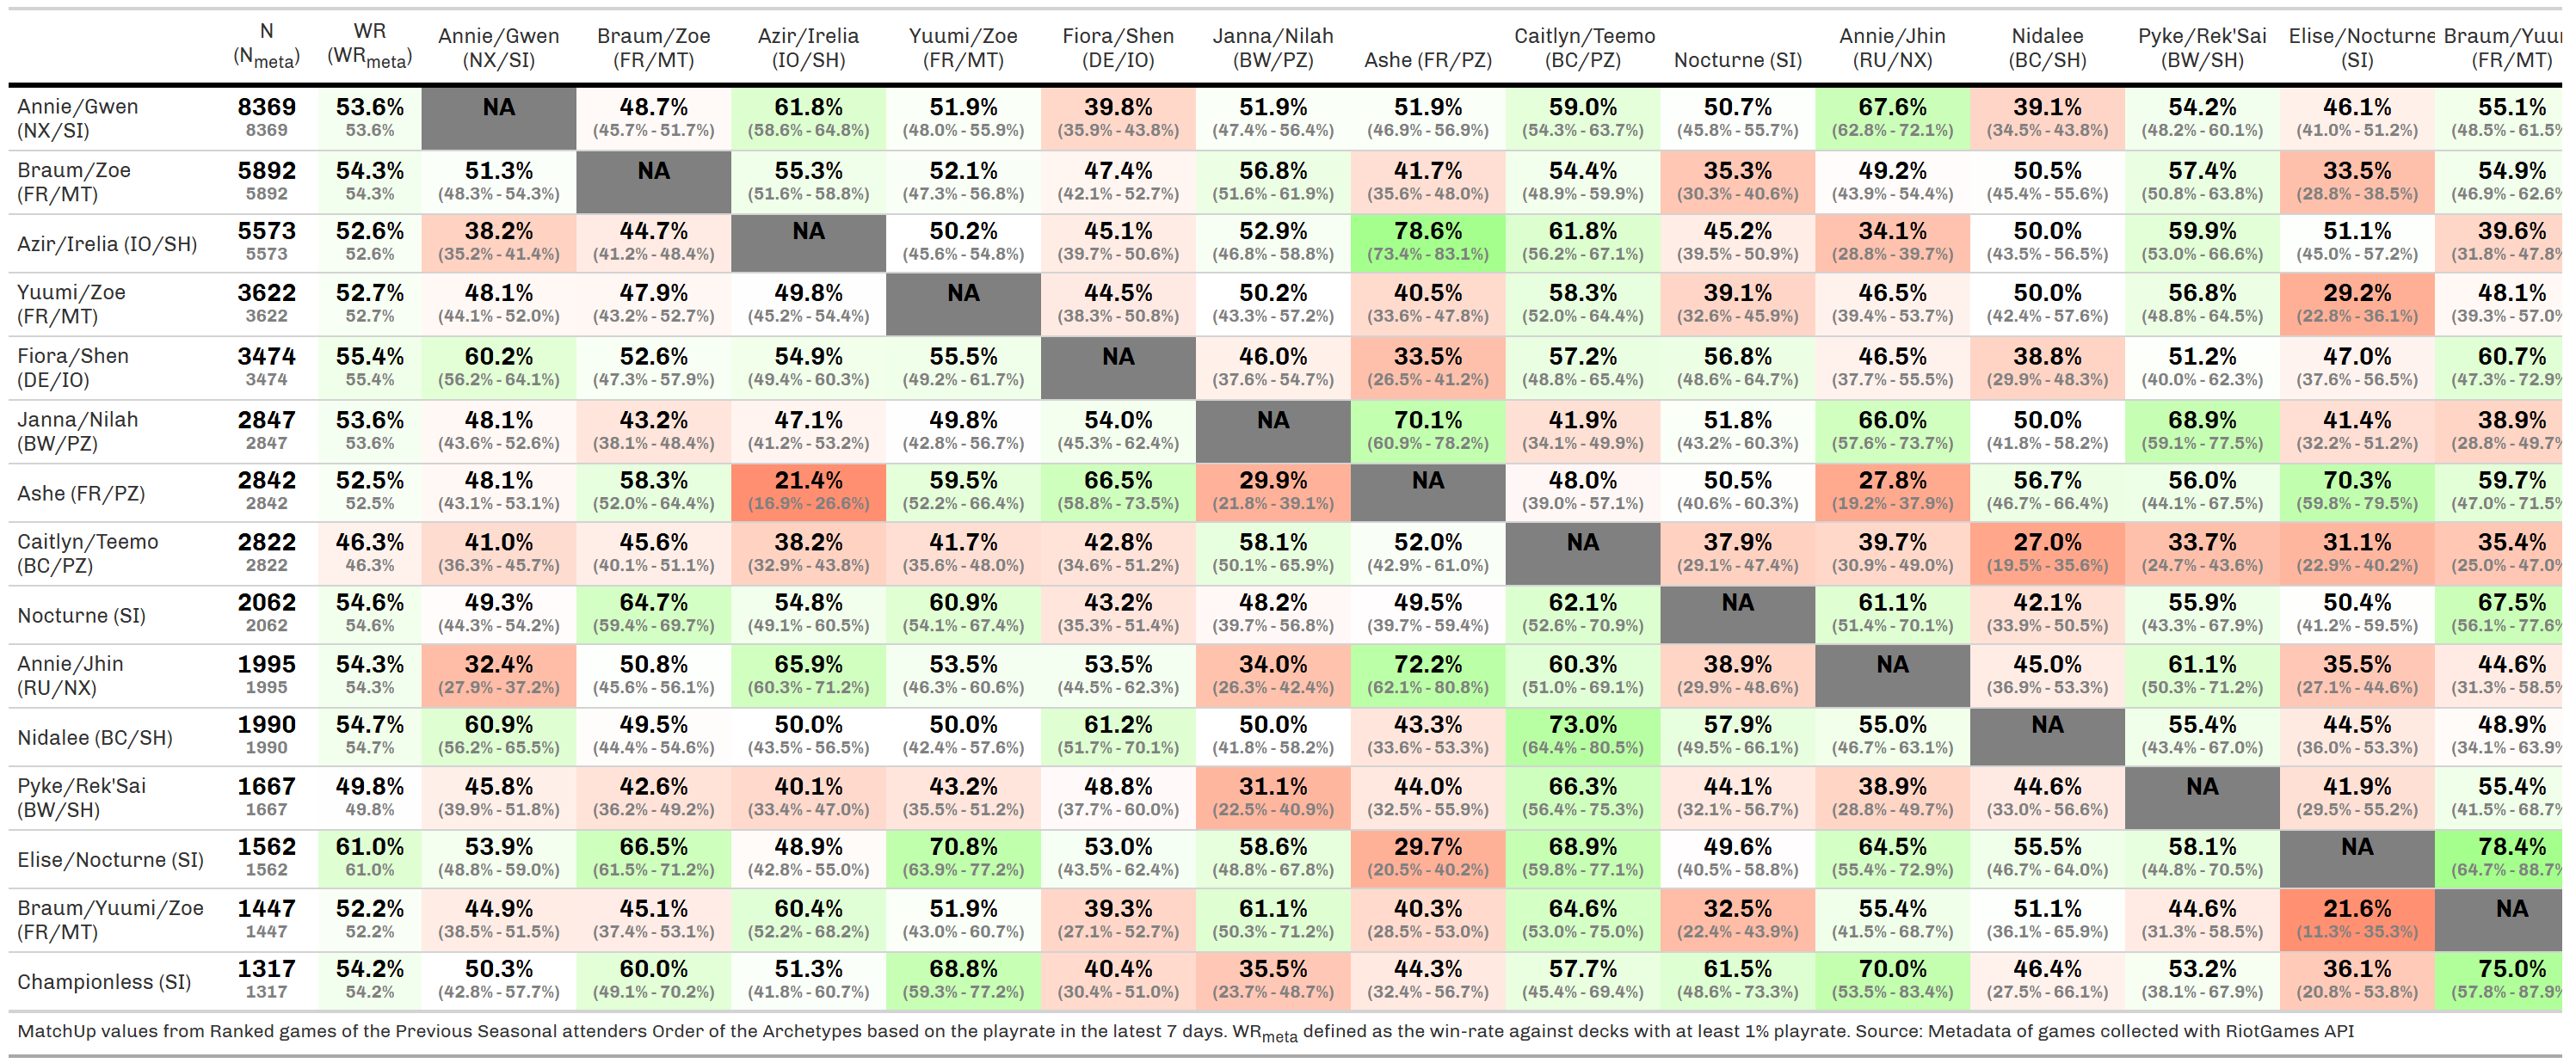 N WR Annie/Gwen Braum/Zoe Azir/Irelia Yuumi/Zoe Fiora/Shen Janna/Nilah Ashe (FR/PZ) Caitlyn/Teemo Nocturne (SI) Annie/Jhin Nidalee Pyke/Rek'Sai Elise/Nocturne Braum/Yuu
(Nmeta) (WRmeta) (NX/SI) (FR/MT) (IO/SH) (FR/MT) (DE/IO) (BW/PZ) (BC/PZ) (RU/NX) (BC/SH) (BW/SH) (SI) (FR/MT)
Annie/Gwen 8369 53.6% NA 48.7% 61.8% 51.9% 39.8% 51.9% 51.9% 59.0% 50.7% 67.6% 39.1% 54.2% 46.1% 55.1%
(NX/SI) 8369 53.6% (45.7% - 51.7%) (58.6% - 64.8%) (48.0% - 55.9%) (35.9% - 43.8%) (47.4% - 56.4%) (46.9% - 56.9%) (54.3% - 63.7%) (45.8% - 55.7%) (62.8% - 72.1%) (34.5% - 43.8%) (48.2% - 60.1%) (41.0% - 51.2%) (48.5% - 61.5%
Braum/Zoe 5892 54.3% 51.3% NA 55.3% 52.1% 47.4% 56.8% 41.7% 54.4% 35.3% 49.2% 50.5% 57.4% 33.5% 54.9%
(FR/MT) 5892 54.3% (48.3% - 54.3%) (51.6% - 58.8%) (47.3% - 56.8%) (42.1% - 52.7%) (51.6% - 61.9%) (35.6% - 48.0%) (48.9% - 59.9%) (30.3% - 40.6%) (43.9% - 54.4%) (45.4% - 55.6%) (50.8% - 63.8%) (28.8% - 38.5%) (46.9% - 62.6%
Azir/Irelia (IO/SH) 5573 52.6% 38.2% 44.7% NA 50.2% 45.1% 52.9% 78.6% 61.8% 45.2% 34.1% 50.0% 59.9% 51.1% 39.6%
5573 52.6% (35.2% - 41.4%) (41.2% - 48.4%) (45.6% - 54.8%) (39.7% - 50.6%) (46.8% - 58.8%) (73.4% - 83.1%) (56.2% - 67.1%) (39.5% - 50.9%) (28.8% - 39.7%) (43.5% - 56.5%) (53.0% - 66.6%) (45.0% - 57.2%) (31.8% - 47.8%
Yuumi/Zoe 3622 52.7% 48.1% 47.9% 49.8% NA 44.5% 50.2% 40.5% 58.3% 39.1% 46.5% 50.0% 56.8% 29.2% 48.1%
(FR/MT) 3622 52.7% (44.1% - 52.0%) (43.2% - 52.7%) (45.2% - 54.4%) (38.3% - 50.8%) (43.3% - 57.2%) (33.6% - 47.8%) (52.0% - 64.4%) (32.6% - 45.9%) (39.4% - 53.7%) (42.4% - 57.6%) (48.8% - 64.5%) (22.8% - 36.1%) (39.3% - 57.0%
Fiora/Shen 3474 55.4% 60.2% 52.6% 54.9% 55.5% NA 46.0% 33.5% 57.2% 56.8% 46.5% 38.8% 51.2% 47.0% 60.7%
(DE/IO) 3474 55.4% (56.2% - 64.1%) (47.3% - 57.9%) (49.4% - 60.3%) (49.2% - 61.7%) (37.6% - 54.7%) (26.5% - 41.2%) (48.8% - 65.4%) (48.6% - 64.7%) (37.7% - 55.5%) (29.9% - 48.3%) (40.0% - 62.3%) (37.6% - 56.5%) (47.3% - 72.9%
Janna/Nilah 2847 53.6% 48.1% 43.2% 47.1% 49.8% 54.0% NA 70.1% 41.9% 51.8% 66.0% 50.0% 68.9% 41.4% 38.9%
(BW/PZ) 2847 53.6% (43.6% - 52.6%) (38.1% - 48.4%) (41.2% - 53.2%) (42.8% - 56.7%) (45.3% - 62.4%) (60.9% - 78.2%) (34.1% - 49.9%) (43.2% - 60.3%) (57.6% - 73.7%) (41.8% - 58.2%) (59.1% - 77.5%) (32.2% - 51.2%) (28.8% - 49.7%
Ashe (FR/PZ) 2842 52.5% 48.1% 58.3% 21.4% 59.5% 66.5% 29.9% NA 48.0% 50.5% 27.8% 56.7% 56.0% 70.3% 59.7%
2842 52.5% (43.1% - 53.1%) (52.0% - 64.4%) (16.9% - 26.6%) (52.2% - 66.4%) (58.8% - 73.5%) (21.8% - 39.1%) (39.0% - 57.1%) (40.6% - 60.3%) (19.2% - 37.9%) (46.7% - 66.4%) (44.1% - 67.5%) (59.8% - 79.5%) (47.0% - 71.5%
Caitlyn/Teemo 2822 46.3% 41.0% 45.6% 38.2% 41.7% 42.8% 58.1% 52.0% NA 37.9% 39.7% 27.0% 33.7% 31.1% 35.4%
(BC/PZ) 2822 46.3% (36.3% - 45.7%) (40.1% - 51.1%) (32.9% - 43.8%) (35.6% - 48.0%) (34.6% - 51.2%) (50.1% - 65.9%) (42.9% - 61.0%) (29.1% - 47.4%) (30.9% - 49.0%) (19.5% - 35.6%) (24.7% - 43.6%) (22.9% - 40.2%) (25.0% - 47.0%
Nocturne (SI) 2062 54.6% 49.3% 64.7% 54.8% 60.9% 43.2% 48.2% 49.5% 62.1% NA 61.1% 42.1% 55.9% 50.4% 67.5%
2062 54.6% (44.3% - 54.2%) (59.4% - 69.7%) (49.1% - 60.5%) (54.1% - 67.4%) (35.3% - 51.4%) (39.7% - 56.8%) (39.7% - 59.4%) (52.6% - 70.9%) (51.4% - 70.1%) (33.9% - 50.5%) (43.3% - 67.9%) (41.2% - 59.5%) (56.1% - 77.6%
Annie/Jhin 1995 54.3% 32.4% 50.8% 65.9% 53.5% 53.5% 34.0% 72.2% 60.3% 38.9% NA 45.0% 61.1% 35.5% 44.6%
(RU/NX) 1995 54.3% (27.9% - 37.2%) (45.6% - 56.1%) (60.3% - 71.2%) (46.3% - 60.6%) (44.5% - 62.3%) (26.3% - 42.4%) (62.1% - 80.8%) (51.0% - 69.1%) (29.9% - 48.6%) (36.9% - 53.3%) (50.3% - 71.2%) (27.1% - 44.6%) (31.3% - 58.5%
Nidalee (BC/SH) 1990 54.7% 60.9% 49.5% 50.0% 50.0% 61.2% 50.0% 43.3% 73.0% 57.9% 55.0% NA 55.4% 44.5% 48.9%
1990 54.7% (56.2% - 65.5%) (44.4% - 54.6%) (43.5% - 56.5%) (42.4% - 57.6%) (51.7% - 70.1%) (41.8% - 58.2%) (33.6% - 53.3%) (64.4% - 80.5%) (49.5% - 66.1%) (46.7% - 63.1%) (43.4% - 67.0%) (36.0% - 53.3%) (34.1% - 63.9%
Pyke/Rek'Sai 1667 49.8% 45.8% 42.6% 40.1% 43.2% 48.8% 31.1% 44.0% 66.3% 44.1% 38.9% 44.6% NA 41.9% 55.4%
(BW/SH) 1667 49.8% (39.9% - 51.8%) (36.2% - 49.2%) (33.4% - 47.0%) (35.5% - 51.2%) (37.7% - 60.0%) (22.5% - 40.9%) (32.5% - 55.9%) (56.4% - 75.3%) (32.1% - 56.7%) (28.8% - 49.7%) (33.0% - 56.6%) (29.5% - 55.2%) (41.5% - 68.7%
Elise/Nocturne (SI) 1562 61.0% 53.9% 66.5% 48.9% 70.8% 53.0% 58.6% 29.7% 68.9% 49.6% 64.5% 55.5% 58.1% NA 78.4%
1562 61.0% (48.8% - 59.0%) (61.5% - 71.2%) (42.8% - 55.0%) (63.9% - 77.2%) (43.5% - 62.4%) (48.8% - 67.8%) (20.5% - 40.2%) (59.8% - 77.1%) (40.5% - 58.8%) (55.4% - 72.9%) (46.7% - 64.0%) (44.8% - 70.5%) (64.7% - 88.7%
Braum/Yuumi/Zoe 1447 52.2% 44.9% 45.1% 60.4% 51.9% 39.3% 61.1% 40.3% 64.6% 32.5% 55.4% 51.1% 44.6% 21.6% NA
(FR/MT) 1447 52.2% (38.5% - 51.5%) (37.4% - 53.1%) (52.2% - 68.2%) (43.0% - 60.7%) (27.1% - 52.7%) (50.3% - 71.2%) (28.5% - 53.0%) (53.0% - 75.0%) (22.4% - 43.9%) (41.5% - 68.7%) (36.1% - 65.9%) (31.3% - 58.5%) (11.3% - 35.3%)
Championless (SI) 1317 54.2% 50.3% 60.0% 51.3% 68.8% 40.4% 35.5% 44.3% 57.7% 61.5% 70.0% 46.4% 53.2% 36.1% 75.0%
1317 54.2% (42.8% - 57.7%) (49.1% - 70.2%) (41.8% - 60.7%) (59.3% - 77.2%) (30.4% - 51.0%) (23.7% - 48.7%) (32.4% - 56.7%) (45.4% - 69.4%) (48.6% - 73.3%) (53.5% - 83.4%) (27.5% - 66.1%) (38.1% - 67.9%) (20.8% - 53.8%) (57.8% - 87.9%
MatchUp values from Ranked games of the Previous Seasonal attenders Order of the Archetypes based on the playrate in the latest 7 days. WRmeta defined as the win-rate against decks with at least 1% playrate. Source: Metadata of games collected with RiotGames API